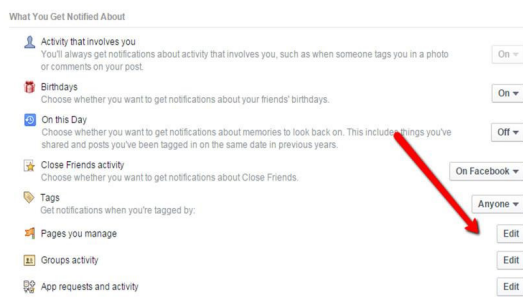 What You Get Notified About
Activity that involves you
You'll always get notifications about activity that involves you, such as when someone tags you in a photo
or comments on your post.
On
Birthdays
Choose whether you want to get notifications about your friends' birthdays.
On
On this Day
Choose whether you want to get notifications about memories to look back on. This includes things you've
shared and posts you've been tagged in on the same date in previous years.
Off
Close Friends activity
Choose whether you want to get notifications about Close Friends.
On Facebook
Tags
Get notifications when you're tagged by:
Anyone
Pages you manage
Edit
Groups activity
Edit
App requests and activity
Edit